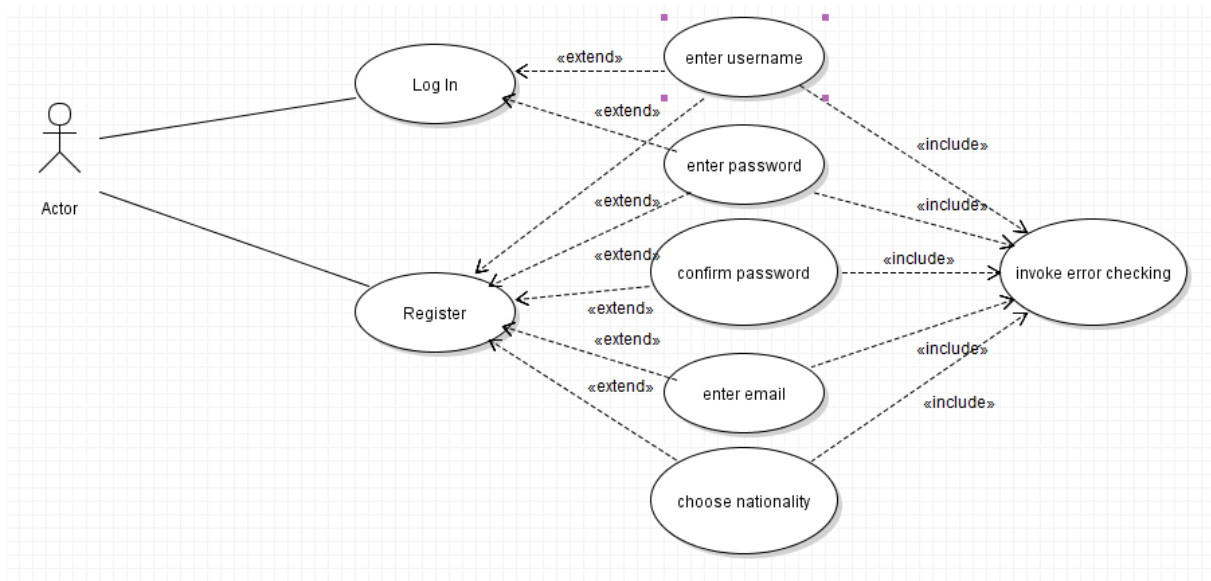 «extend»
enter username
Log In
«extend»
«include»
enter password
Actor
«extend»
«include»
«extend»
«include»
confirm password
invoke error checking
Register
«extend»
«extend»
«include»
«extend»
enter email
«include»
choose nationality